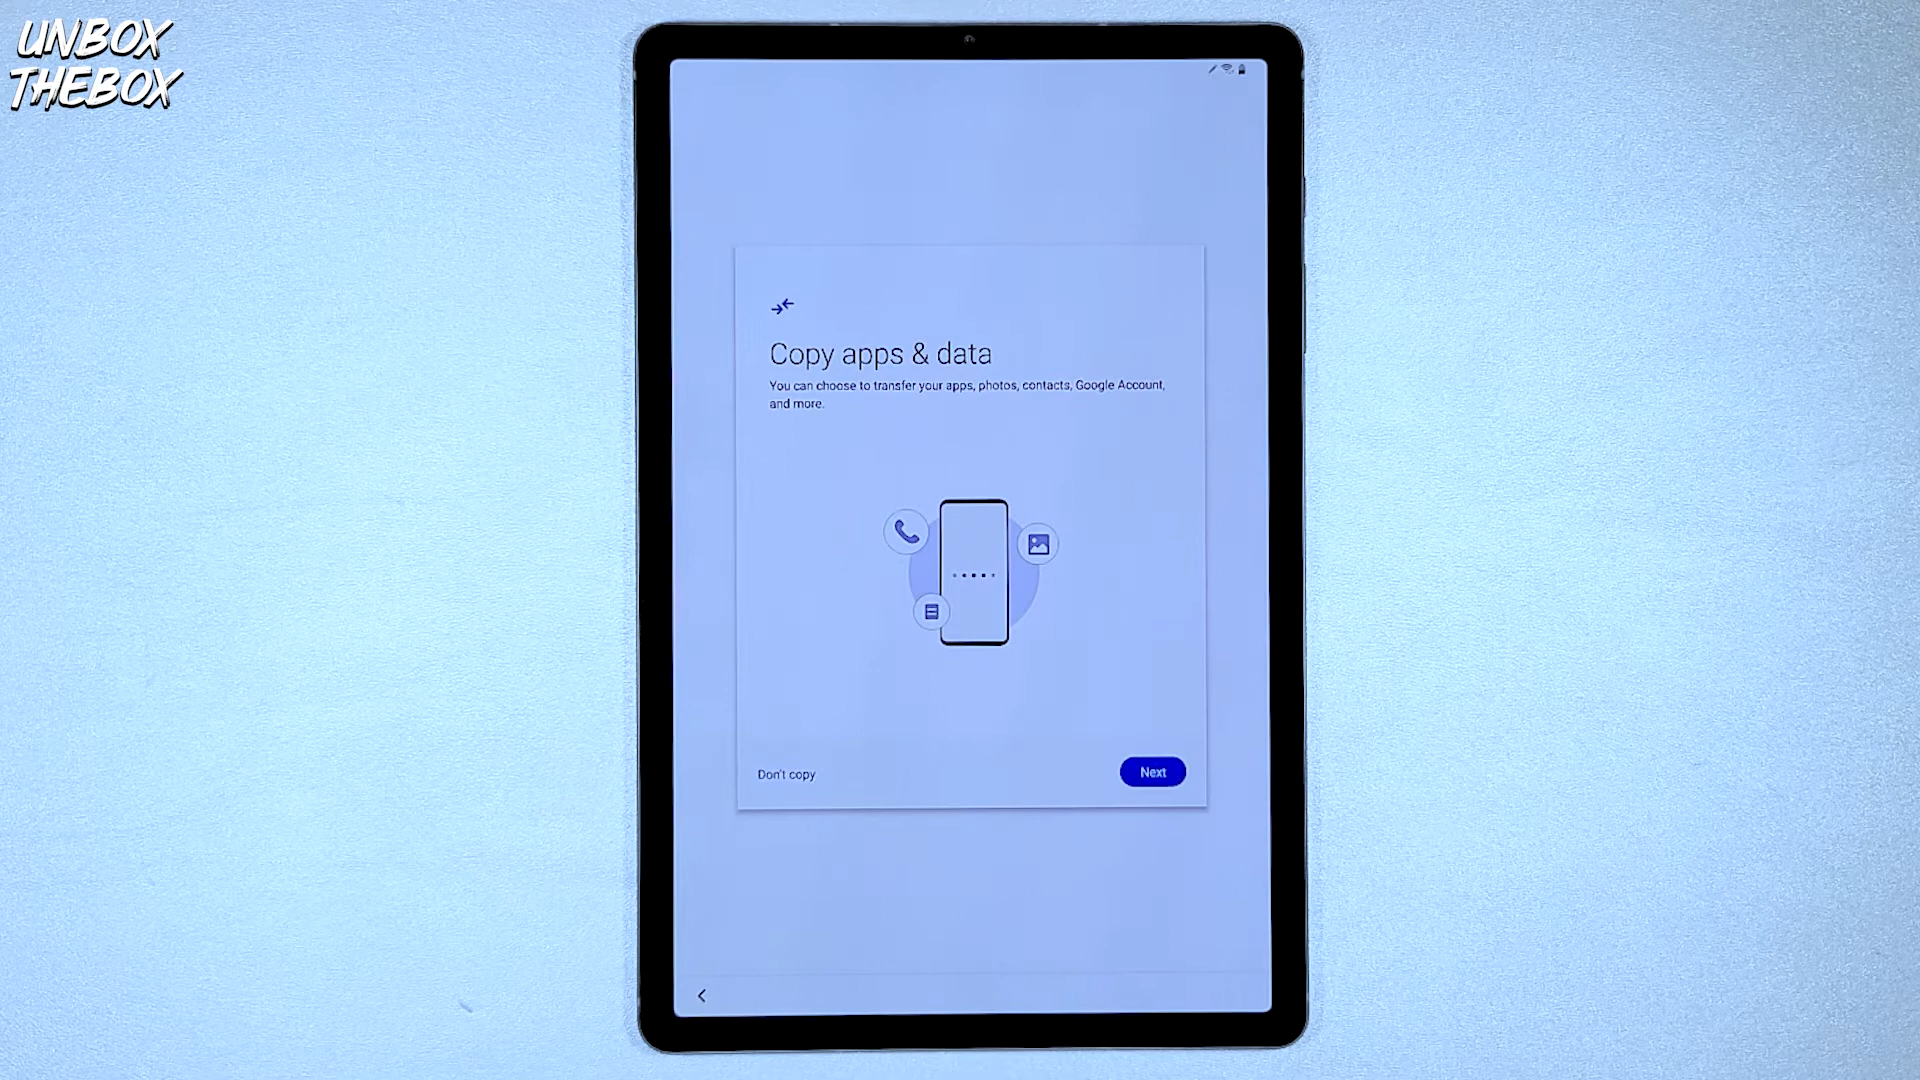 UNBOX
THEBOX
Copy apps & data
You can choose to transfer your apps, photos, contacts, Google Account,
and more.
Don't copy
Next